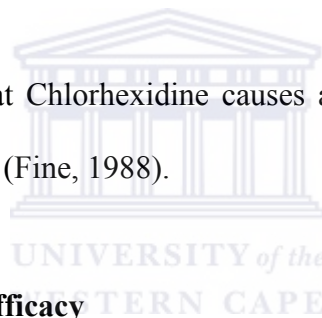 at Chlorhexidine causes a
(Fine, 1988).
UNIVERSITY of the
fficacy
WESTERN CAPE